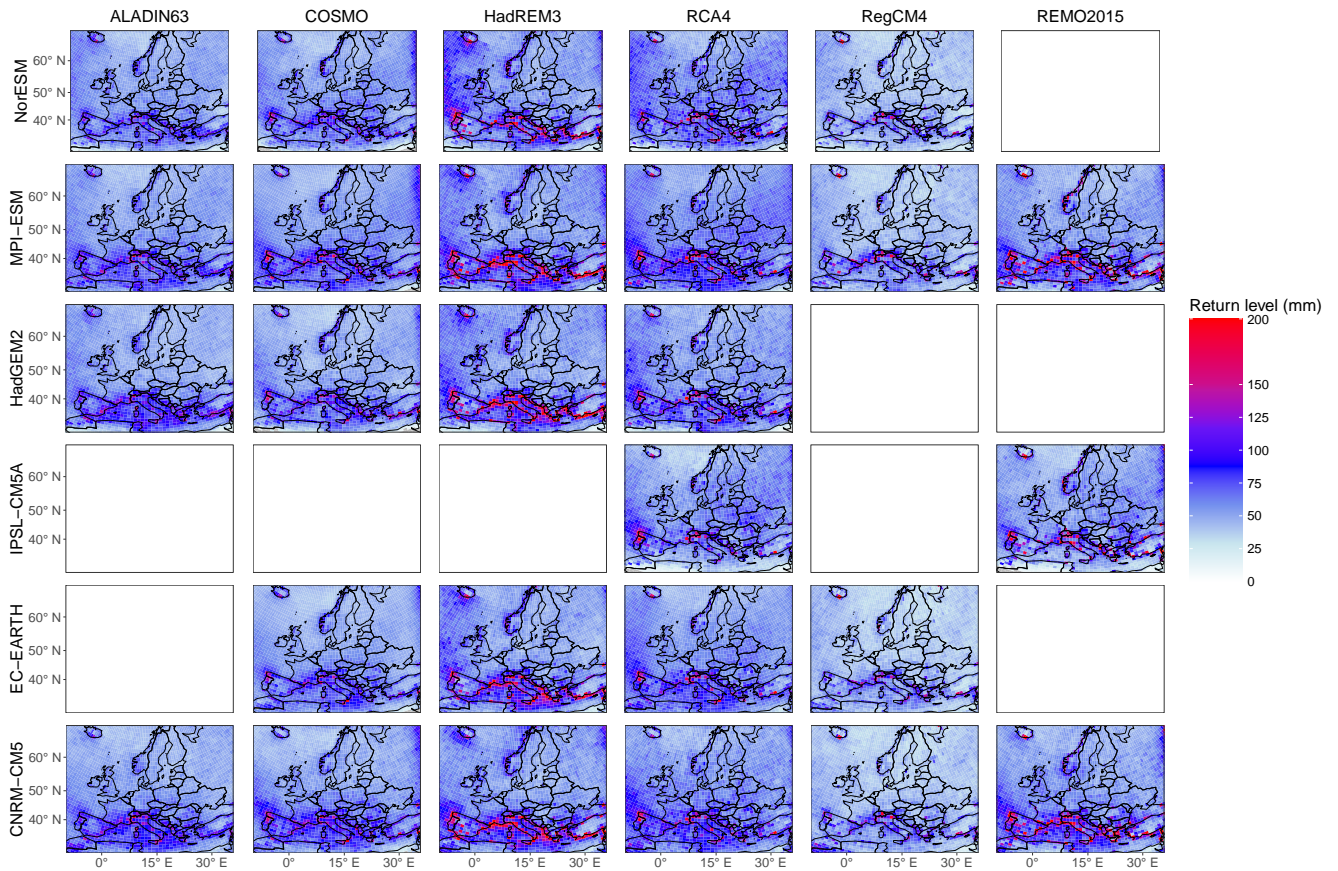 ALADIN63 COSMO HadREM3 RCA4 RegCM4 REMO2015
NorESM
60° N
50° N
40° N
MPI−ESM
60° N
50° N
40° N
HadGEM2
60° N
50° N
40° N
IPSL−CM5A
60° N
50° N
40° N
EC−EARTH
60° N
50° N
40° N
CNRM−CM5
60° N
50° N
40° N
0° 15° E 30° E 0° 15° E 30° E 0° 15° E 30° E 0° 15° E 30° E 0° 15° E 30° E 0° 15° E 30° E
Return level (mm)
200
150
125
100
75
50
25
0